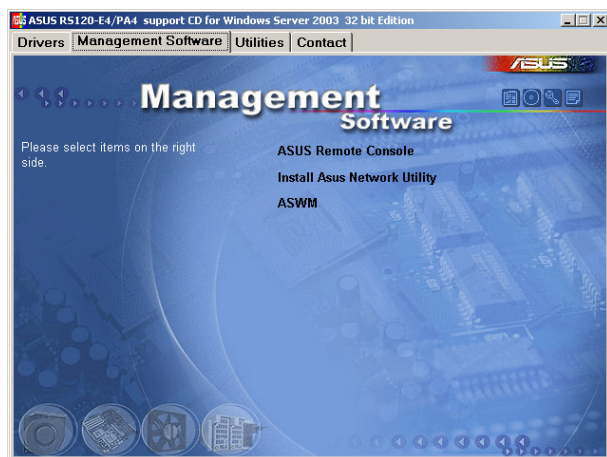 ASUS RS120-E4/PA4 support CD for Windows Server 2003 32 bit Edition
Drivers Management Software Utilities Contact
ASUS
Management
Software
Please select items on the right
side.
ASUS Remote Console
Install Asus Network Utility
ASWM